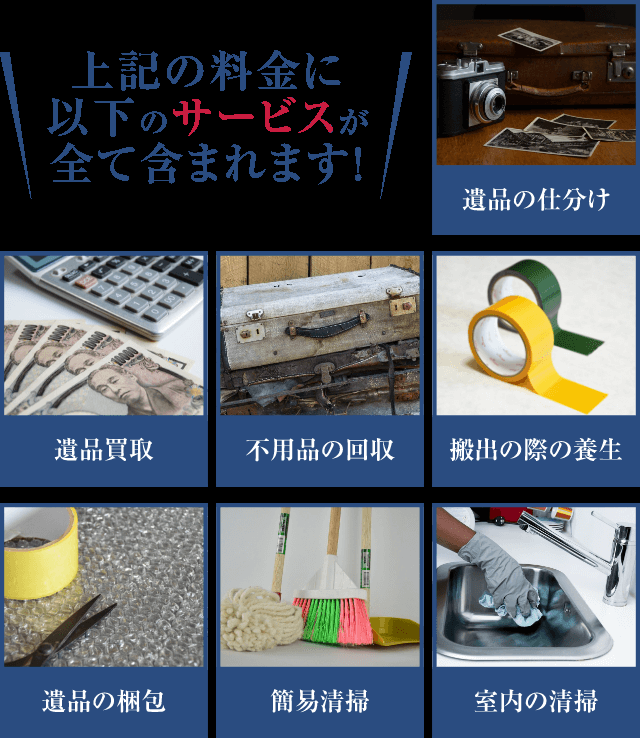 上記の料金に
以下のサービスが
全て含まれます!
遺品の仕分け
遺品買取
不用品の回収
搬出の際の養生
遺品の梱包
簡易清掃
室内の清掃